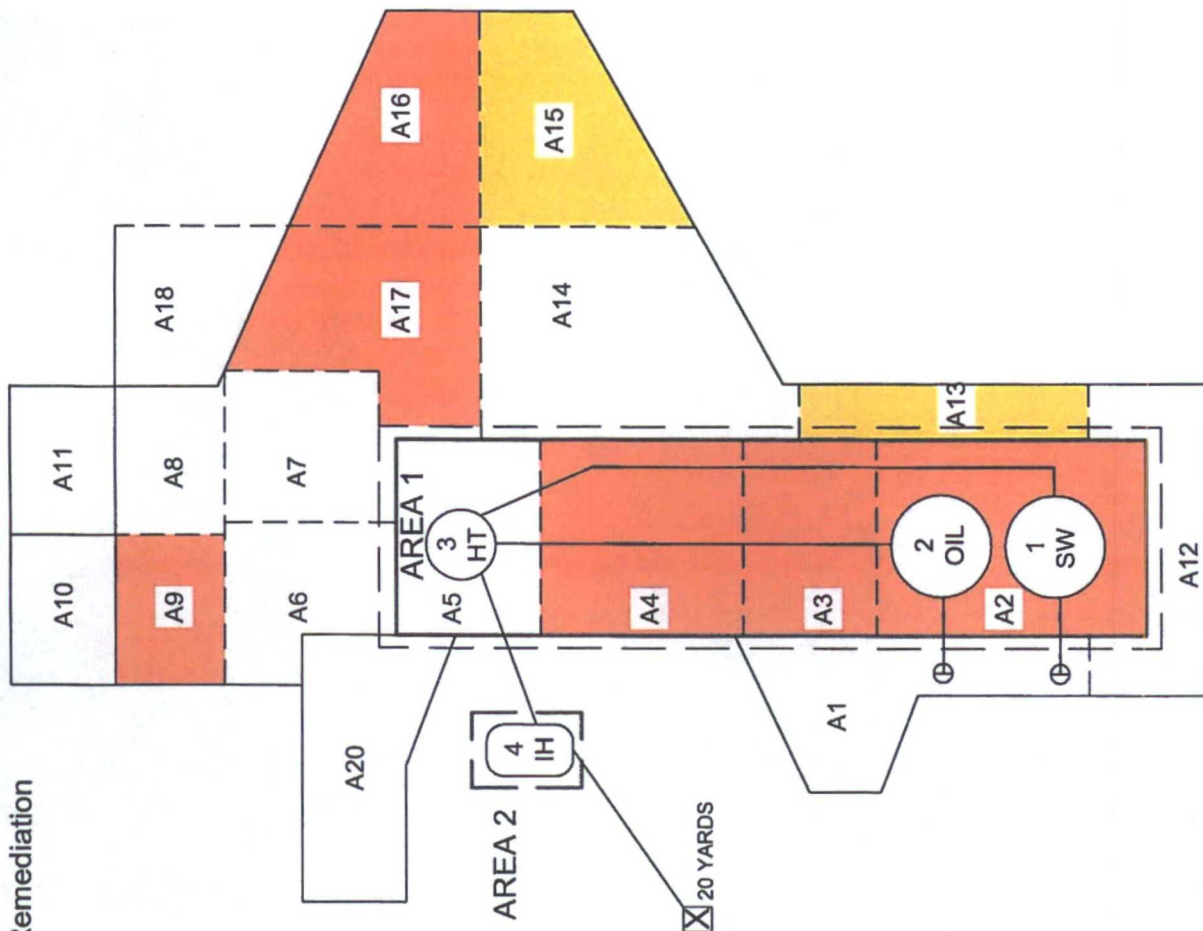 Remediation
A11
A10
A18
A8
A9
A7
A6
A16
A17
A15
A14
A20
AREA 1
3
HT
A5
A4
A3
A13
2
OIL
1
SW
A2
A12
A1
4
IH
AREA 2
X 20 YARDS